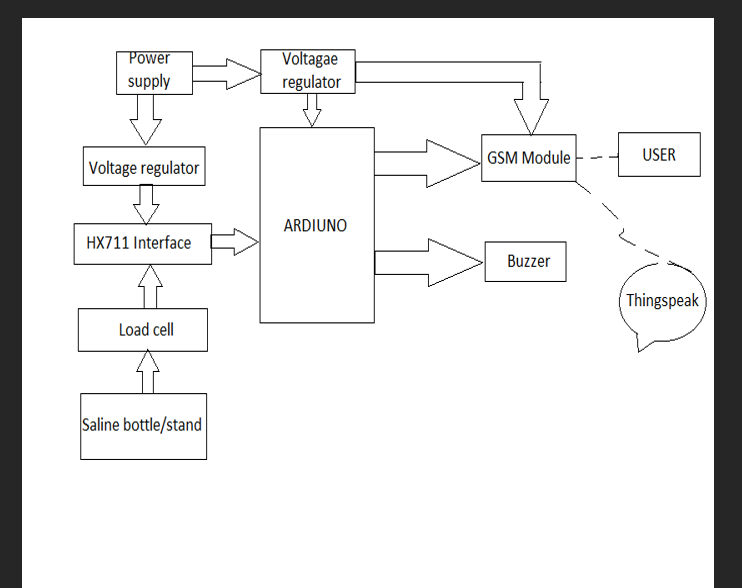 Power
supply
Voltagae
regulator
Voltage regulator
GSM Module
USER
ARDIUNO
HX711 Interface
Buzzer
Thingspeak
Load cell
Saline bottle/stand